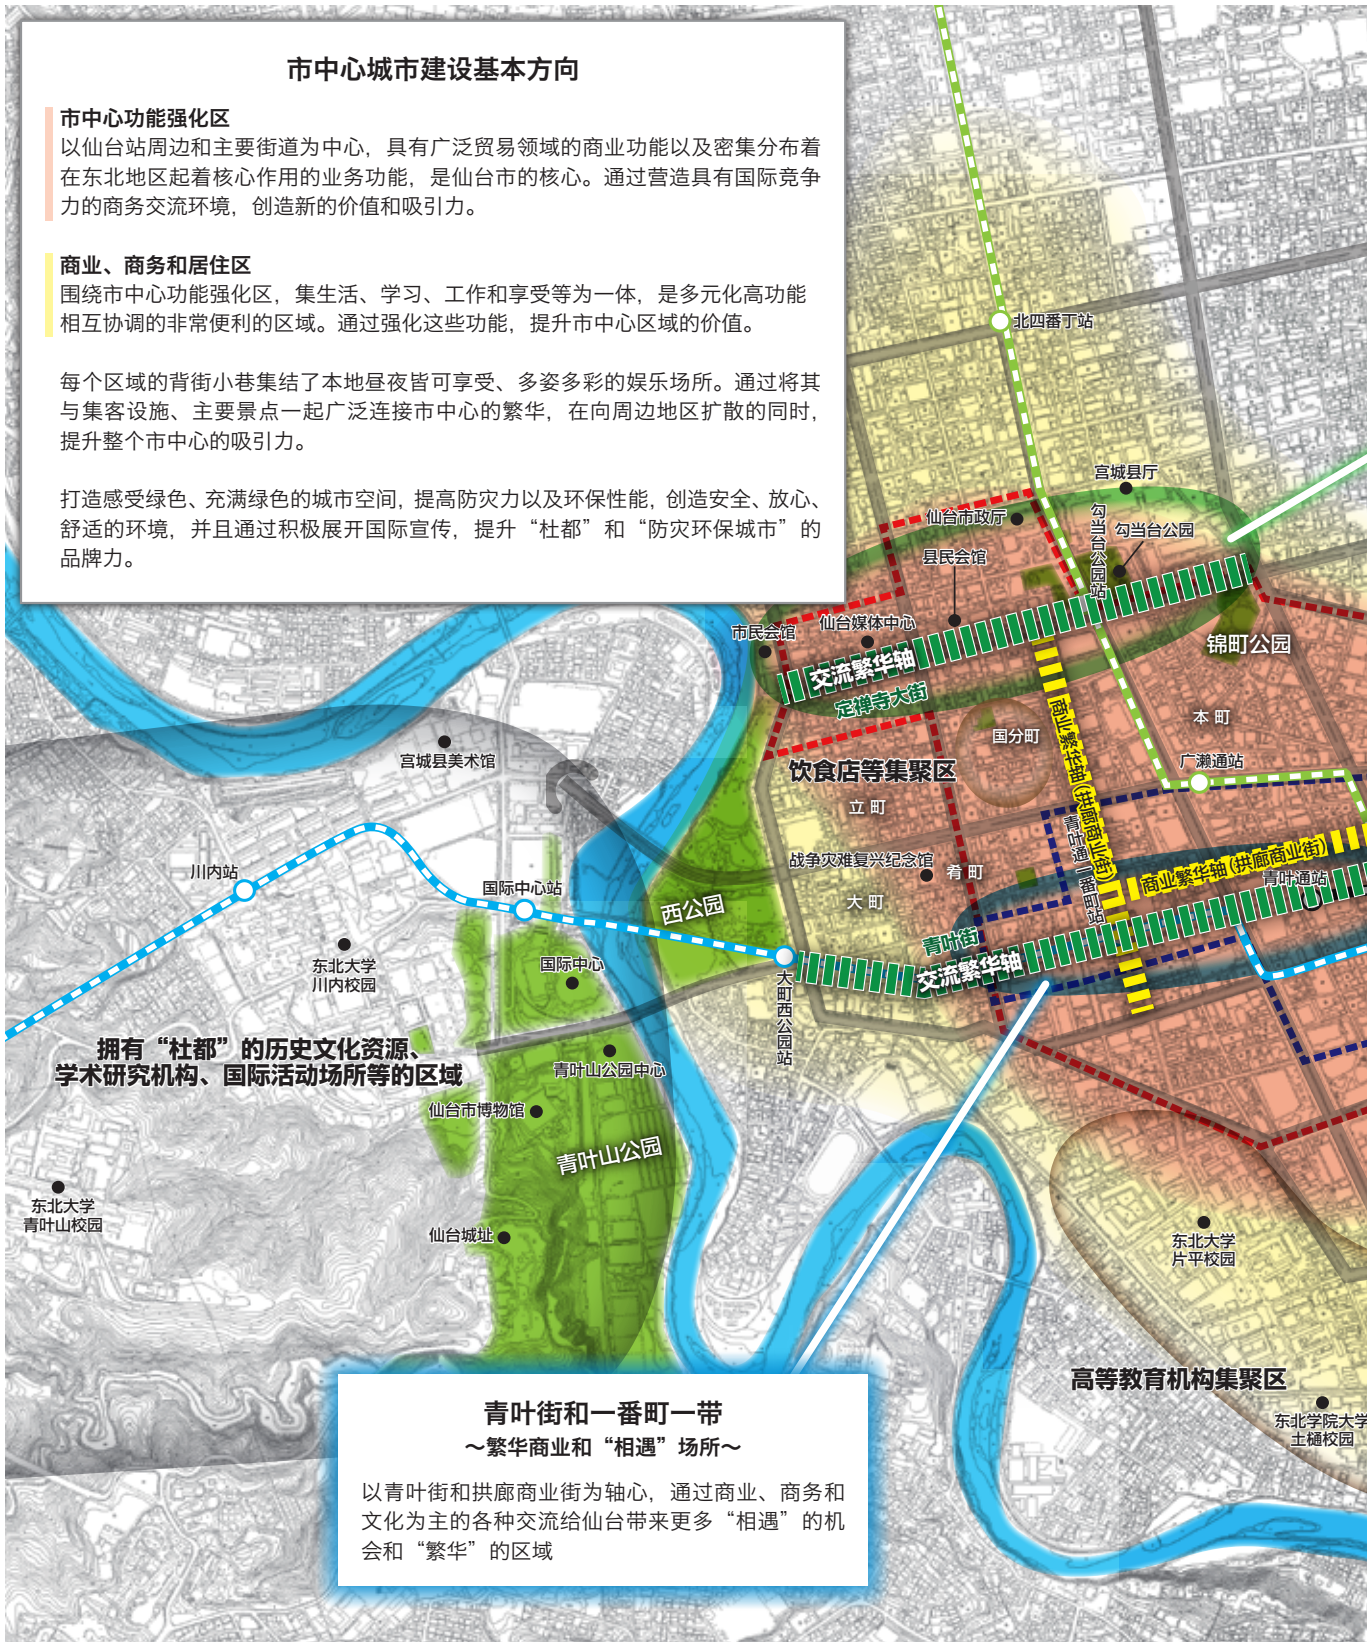 市中心城市建设基本方向
市中心功能强化区
以仙台站周边和主要街道为中心，具有广泛贸易领域的商业功能以及密集分布着
在东北地区起着核心作用的业务功能，是仙台市的核心。通过营造具有国际竞争
力的商务交流环境，创造新的价值和吸引力。
商业、商务和居住区
围绕市中心功能强化区，集生活、学习、工作和享受等为一体，是多元化高功能
相互协调的非常便利的区域。通过强化这些功能，提升市中心区域的价值。
每个区域的背街小巷集结了本地昼夜皆可享受、多姿多彩的娱乐场所。通过将其
与集客设施、主要景点一起广泛连接市中心的繁华，在向周边地区扩散的同时，
提升整个市中心的吸引力。
打造感受绿色、充满绿色的城市空间，提高防灾力以及环保性能，创造安全、放心、
舒适的环境，并且通过积极展开国际宣传，提升“杜都”和“防灾环保城市”的
品牌力。
北四番丁站
宫城县厅
仙台市政厅
勾当台公园站
勾当台公园
县民会馆
市民会馆
仙台媒体中心
交流繁华轴
定禅寺大街
锦町公园
商业繁华轴（拱廊商业街）
国分町
本町
广濑通站
宫城县美术馆
饮食店等集聚区
立町
青叶通一番町站
战争灾难复兴纪念馆
肴町
商业繁华轴（拱廊商业街）
青叶通站
川内站
国际中心站
西公园
大町
青叶街
交流繁华轴
东北大学
川内校园
国际中心
大町西公园站
拥有“杜都”的历史文化资源、
学术研究机构、国际活动场所等的区域
青叶山公园中心
仙台市博物馆
青叶山公园
东北大学
青叶山校园
仙台城址
东北大学
片平校园
高等教育机构集聚区
东北学院大学
土樋校园
青叶街和一番町一带
～繁华商业和“相遇”场所～
以青叶街和拱廊商业街为轴心，通过商业、商务和
文化为主的各种交流给仙台带来更多“相遇”的机
会和“繁华”的区域